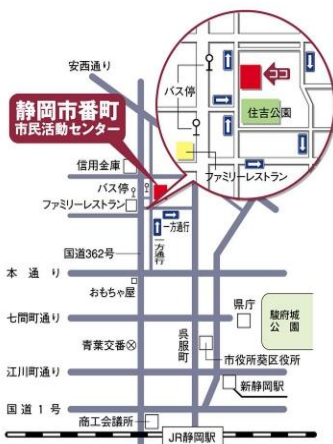 安西通り
静岡市番町
市民活動センター
バス停
住吉公園
ファミリーレストラン
信用金庫
バス停
ファミリーレストラン
一方通行
一方通行
国道362号
本通り
おもちゃ屋
七間町通り
県庁
駿府城
公園
呉服町
青葉交番
市役所葵区役所
江川町通り
新静岡駅
国道1号
商工会議所
JR静岡駅